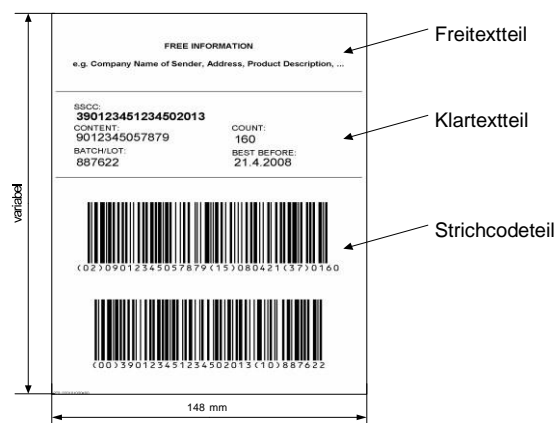 FREE INFORMATION
e.g. Company Name of Sender, Address, Product Description, ...
Freitextteil
SSCC:
390123451234502013
CONTENT:
9012345057879
COUNT:
160
BATCH/LOT:
887622
BEST BEFORE:
21.4.2008
Klartextteil
variabel
(02)09012345057879(15)080421(37)0160
Strichcodeteil
(00)390123451234502013(10)887622
148 mm